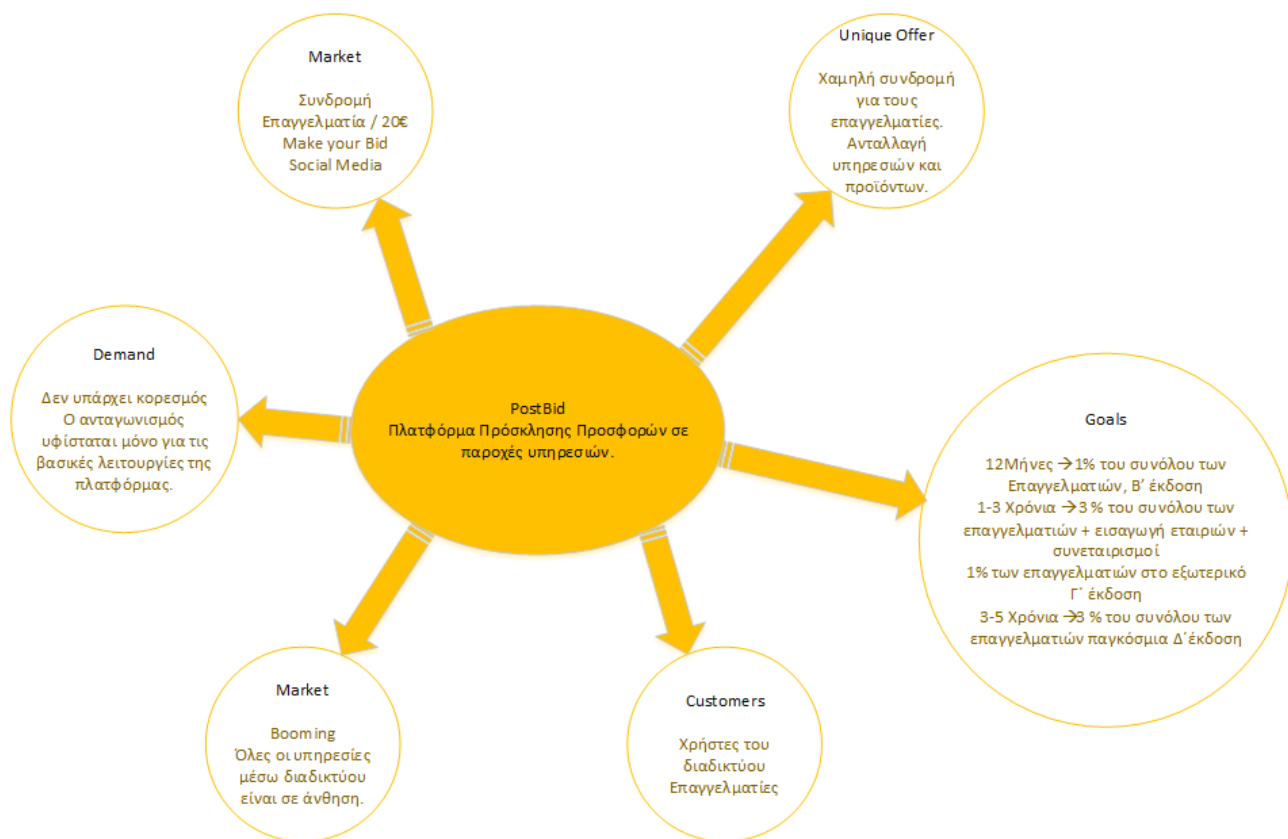 Market
Συνδρομή
Επαγγελματία / 20€
Make your Bid
Social Media
Unique Offer
Χαμηλή συνδρομή
για τους
επαγγελματίες.
Ανταλλαγή
υπηρεσιών και
προϊόντων.
Demand
Δεν υπάρχει κορεσμός
Ο ανταγωνισμός
υφίσταται μόνο για τις
βασικές λειτουργίες της
πλατφόρμας.
PostBid
Πλατφόρμα Πρόσκλησης Προσφορών σε
παροχές υπηρεσιών.
Goals
12Μήνες →1% του συνόλου των
Επαγγελματιών, Β΄ έκδοση
1-3 Χρόνια →3 % του συνόλου των
επαγγελματιών + εισαγωγή εταιριών +
συνεταιρισμοί
1% των επαγγελματιών στο εξωτερικό
Γ΄ έκδοση
3-5 Χρόνια →3 % του συνόλου των
επαγγελματιών παγκόσμια Δ΄έκδοση
Market
Booming
Όλες οι υπηρεσίες
μέσω διαδικτύου
είναι σε άνθηση.
Customers
Χρήστες του
διαδικτύου
Επαγγελματίες